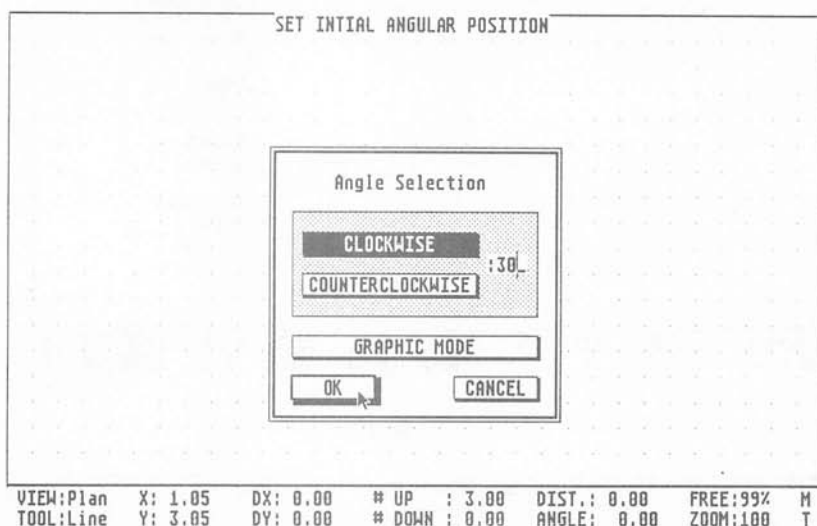 SET INTIAL ANGULAR POSITION
Angle Selection
CLOCKWISE
:30_
COUNTERCLOCKWISE
GRAPHIC MODE
OK CANCEL
VIEW:Plan X: 1.05 DX: 0.00 # UP : 3.00 DIST.: 0.00 FREE:99% M
TOOL:Line Y: 3.05 DY: 0.00 # DOWN : 0.00 ANGLE: 0.00 ZOOM:100 T